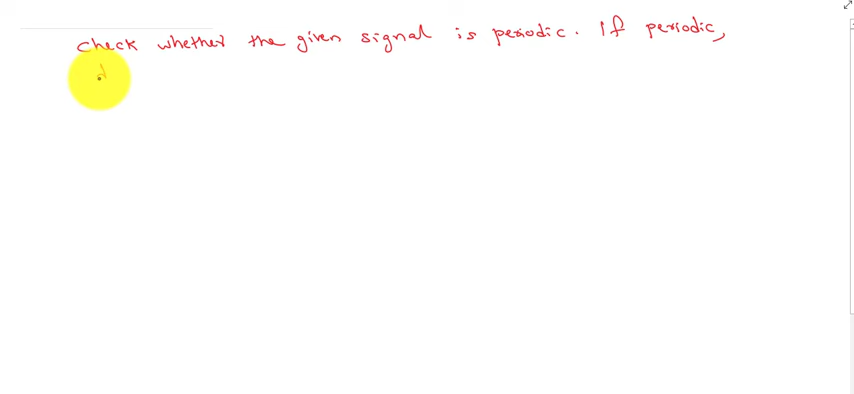 check whether the given signal is periodic. If periodic,
d